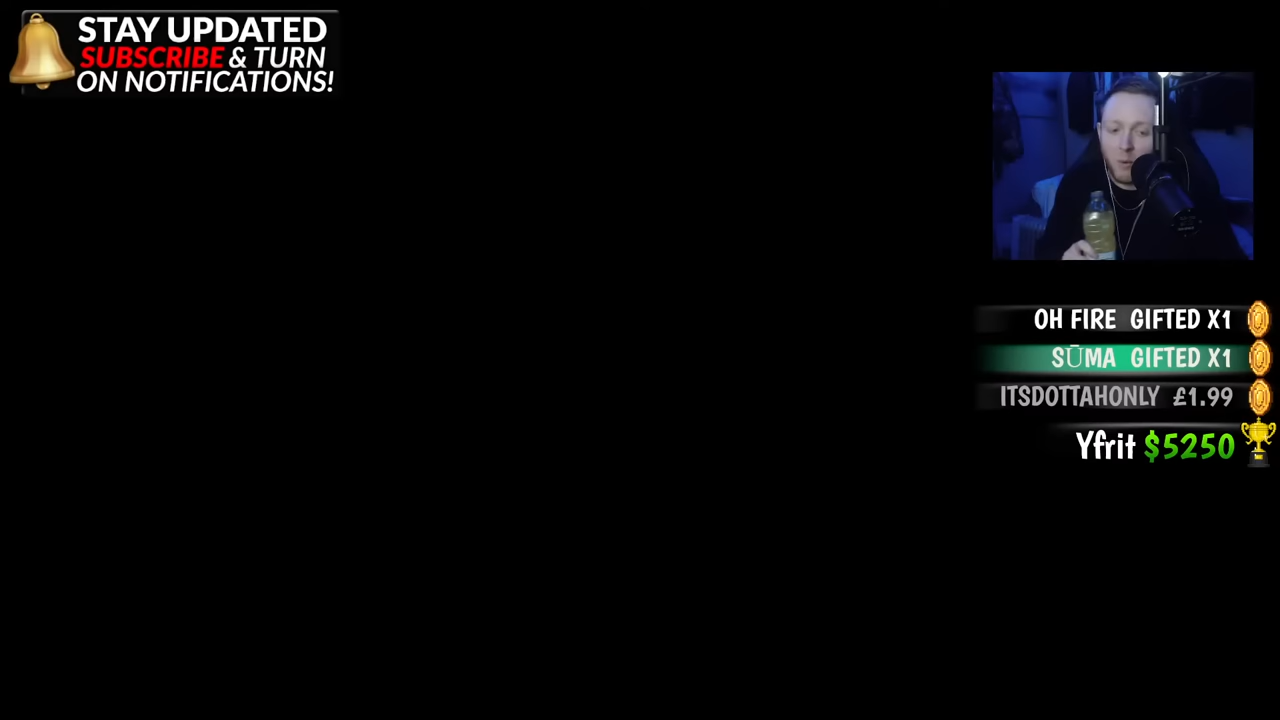 STAY UPDATED
SUBSCRIBE & TURN
ON NOTIFICATIONS!
OH FIRE GIFTED X1
SŪMA GIFTED X1
ITSDOTTAHONLY £1.99
Yfrit $5250